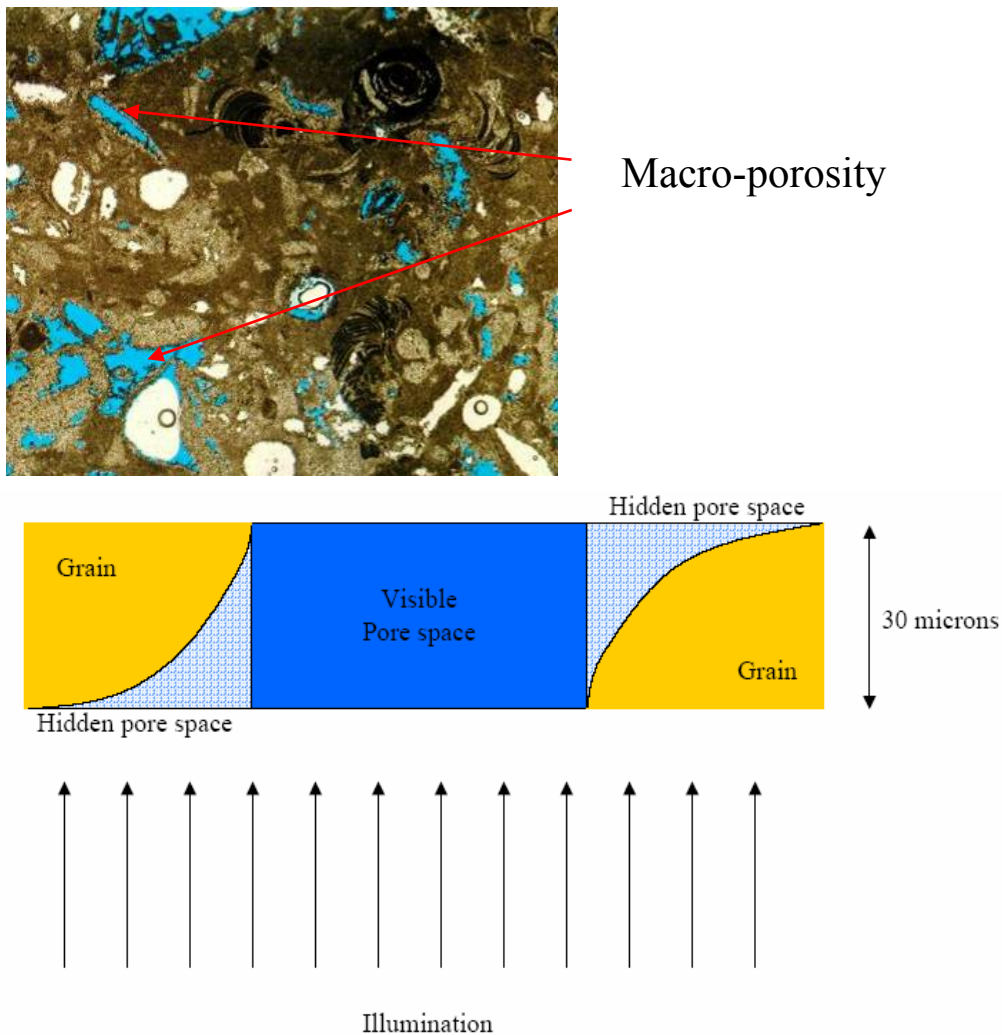 Macro-porosity
Hidden pore space
Grain
Visible
Pore space
30 microns
Grain
Hidden pore space
Illumination